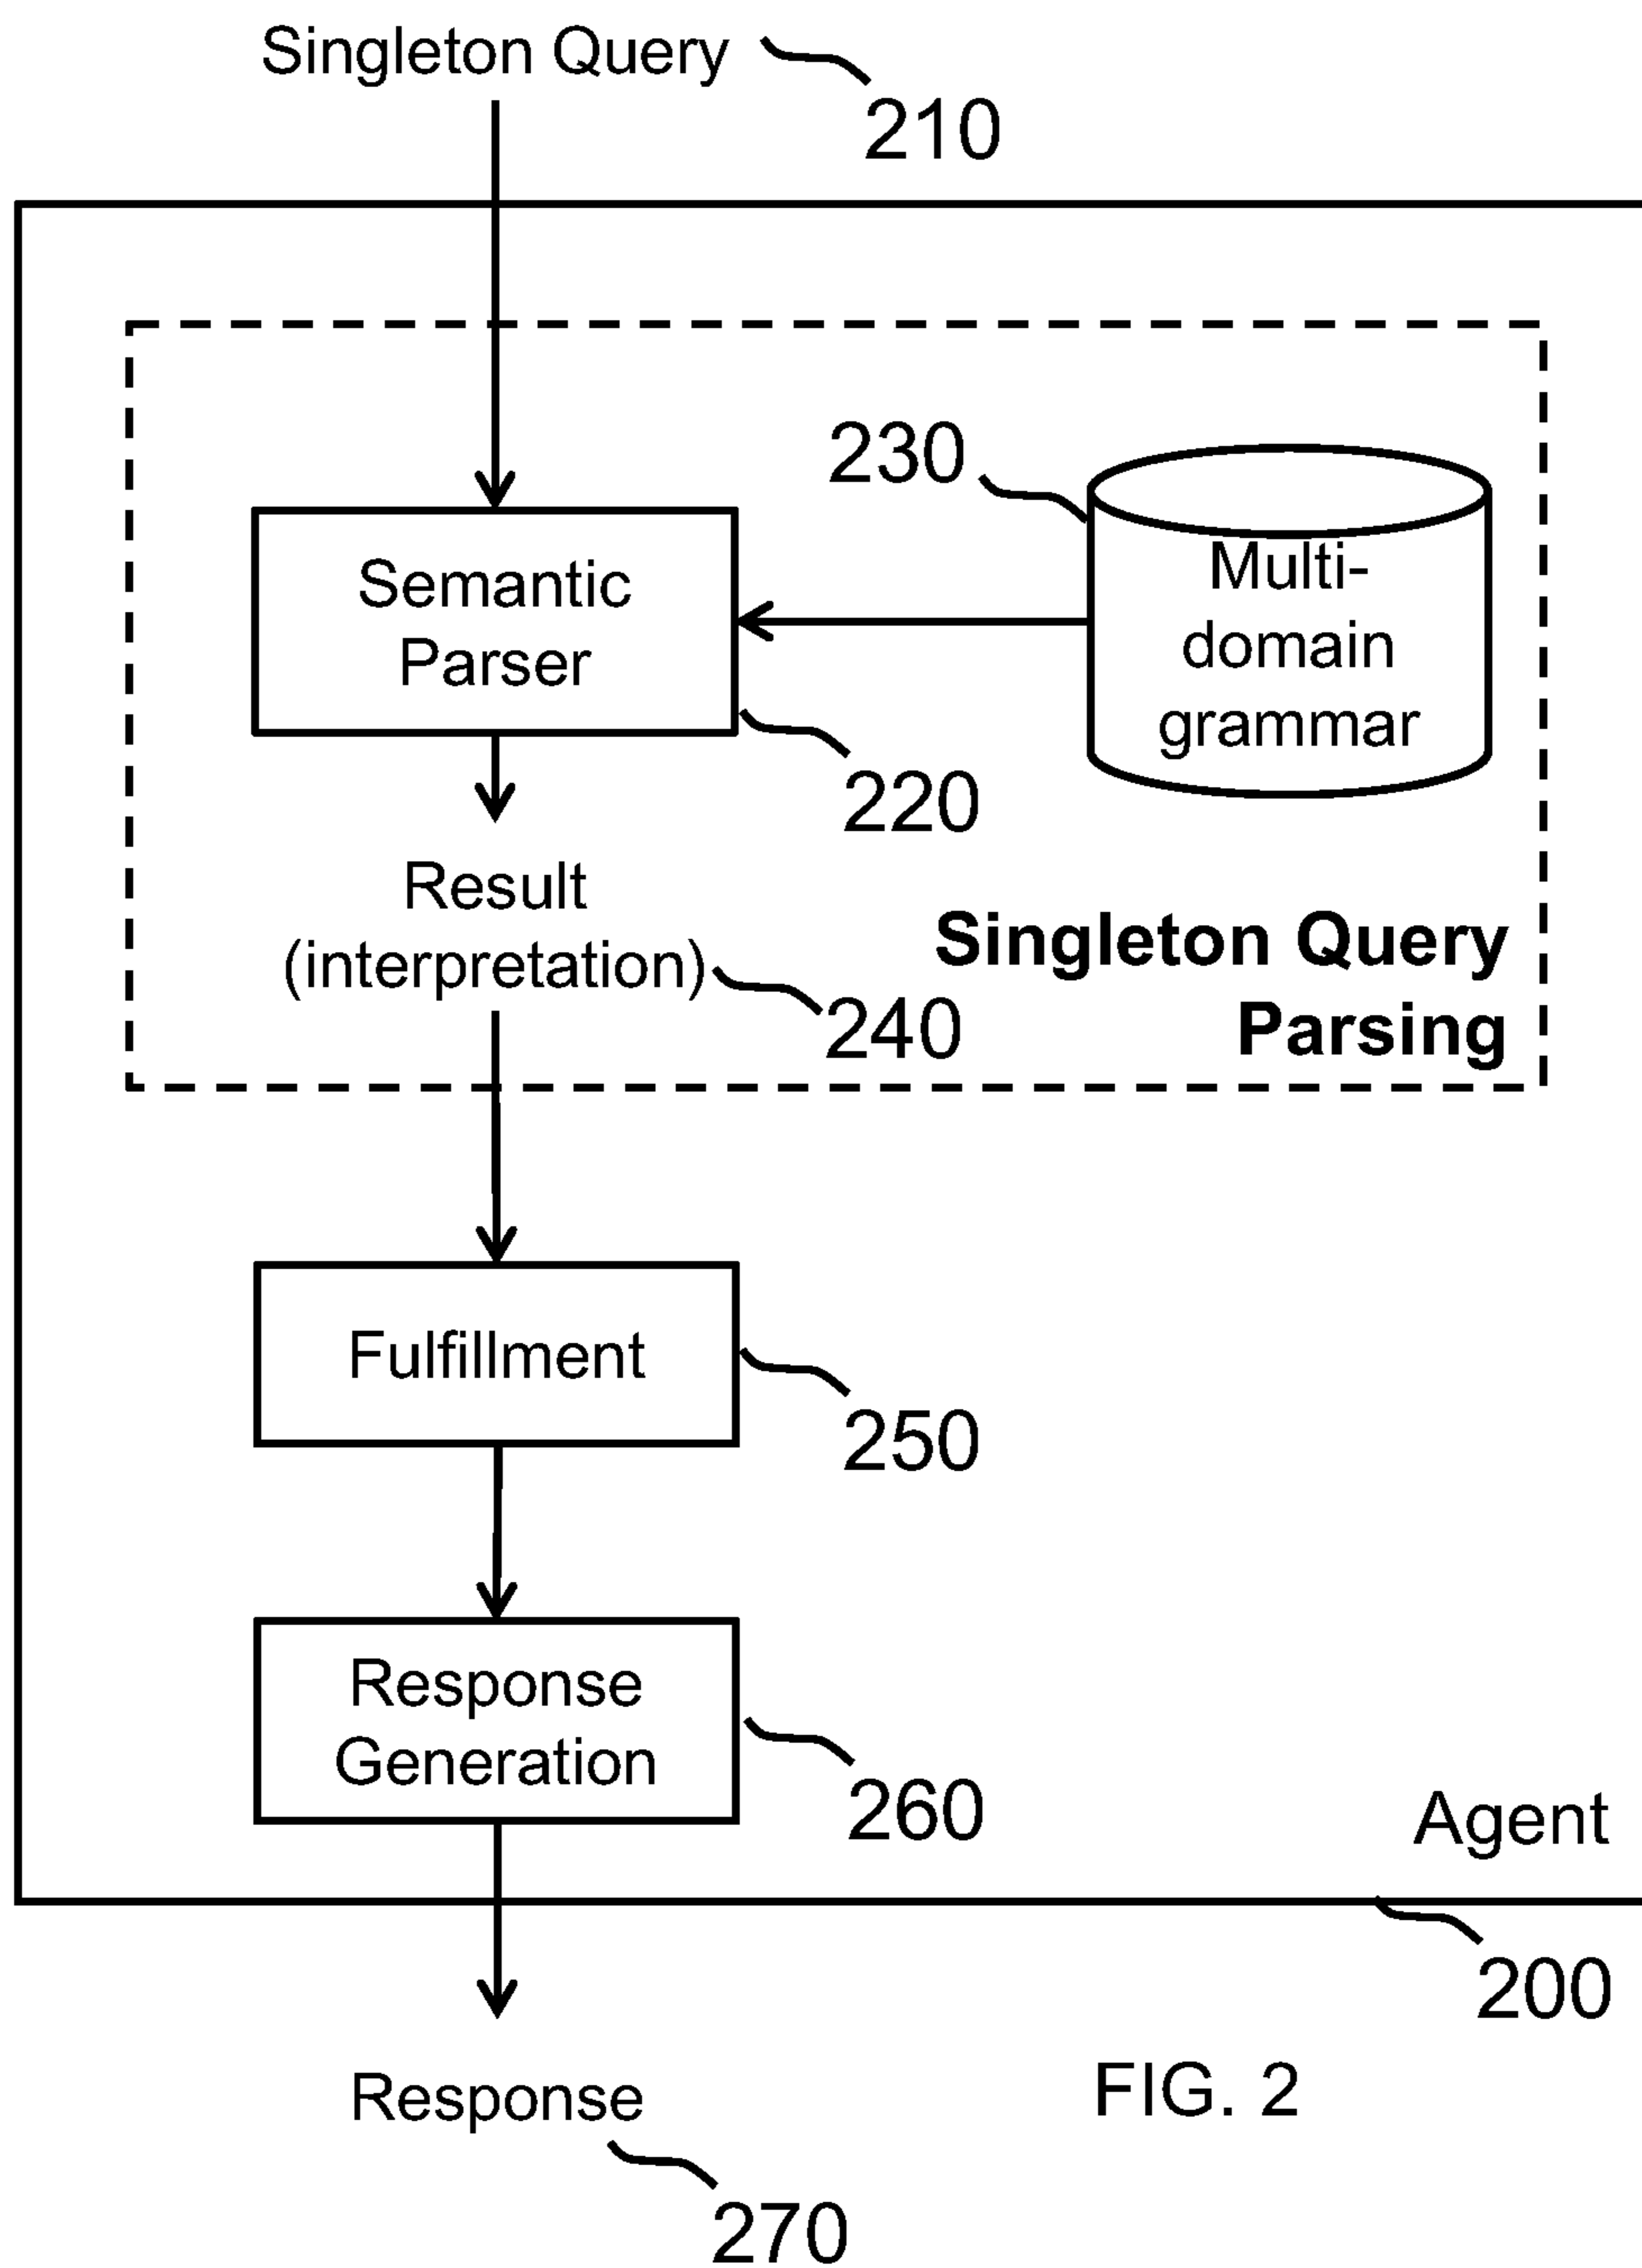 Singleton Query
210
230
Multi-
domain
grammar
Semantic
Parser
220
Result
(interpretation)
240
Singleton Query
Parsing
Fulfillment
250
Response
Generation
260
Agent
200
Response
270
FIG. 2